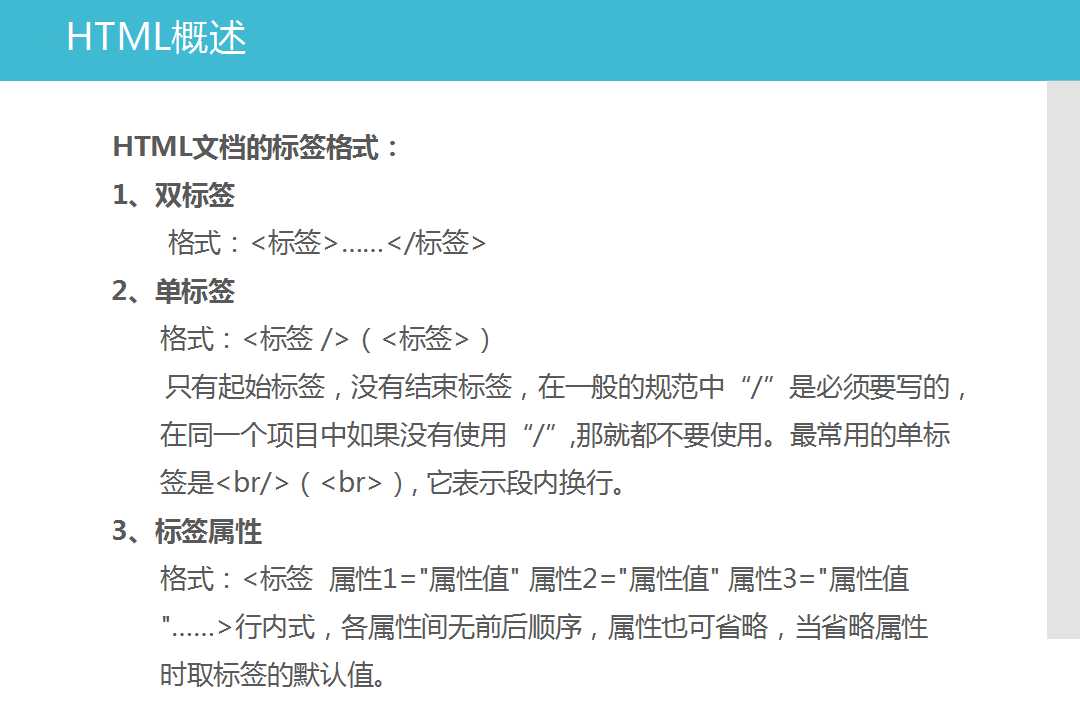 HTML概述
HTML文档的标签格式：
1、双标签
格式：<标签>……</标签>
2、单标签
格式：<标签 />（<标签>）
只有起始标签，没有结束标签，在一般的规范中“/”是必须要写的，
在同一个项目中如果没有使用“/”,那就都不要使用。最常用的单标
签是<br/>（<br>）, 它表示段内换行。
3、标签属性
格式：<标签 属性1="属性值" 属性2="属性值" 属性3="属性值
"……>行内式，各属性间无前后顺序，属性也可省略，当省略属性
时取标签的默认值。